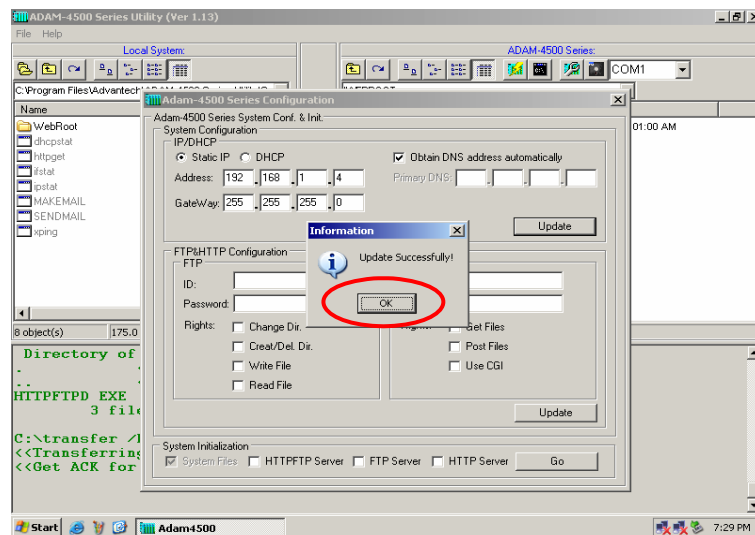 ADAM-4500 Series Utility (Ver 1.13)
File Help
Local System:
ADAM-4500 Series:
COM1
C:\Program Files\Advantech
Name
01:00 AM
WebRoot
dhcpstat
httpget
ifstat
ipstat
MAKEMAIL
SENDMAIL
xping
8 object(s) 175.0
Adam-4500 Series Configuration
Adam-4500 Series System Conf. & Init.
System Configuration
IP/DHCP
Static IP DHCP
Obtain DNS address automatically
Address: 192 .168 .1 .4
Primary DNS: . . .
GateWay: 255 .255 .255 .0
Update
FTP&HTTP Configuration
FTP
ID:
Password:
Rights: Change Dir.
Creat/Del. Dir.
Write File
Read File
Get Files
Post Files
Use CGI
Update
System Initialization
System Files HTTPFTP Server FTP Server HTTP Server Go
Information
Update Successfully!
OK
Directory of
.
..
HTTPFTPD EXE
3 file
C:\transfer /
<<Transferring
<<Get ACK for
Start Adam4500 7:29 PM